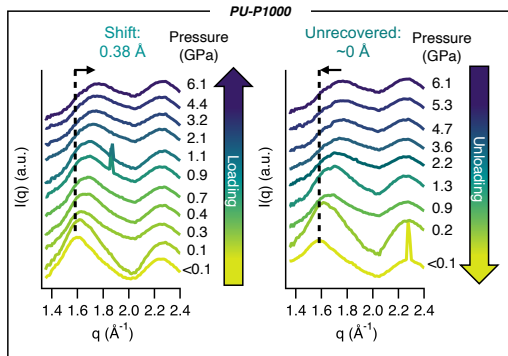 PU-P1000
Shift:
0.38 Å
Pressure
(GPa)
6.1
4.4
3.2
2.1
1.1
0.9
0.7
0.4
0.3
0.1
<0.1
Loading
I(q) (a.u.)
1.4 1.6 1.8 2.0 2.2 2.4
q (Å⁻¹)
Unrecovered:
~0 Å
Pressure
(GPa)
6.1
5.3
4.7
3.6
2.2
1.3
0.9
0.2
<0.1
Unloading
I(q) (a.u.)
1.4 1.6 1.8 2.0 2.2 2.4
q (Å⁻¹)